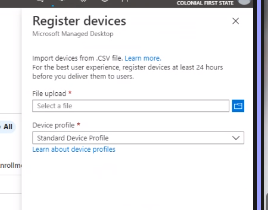 COLONIAL FIRST STATE
Register devices
Microsoft Managed Desktop
Import devices from .CSV file. Learn more.
For the best user experience, register devices at least 24 hours
before you deliver them to users.
File upload *
Select a file
All
Device profile *
Standard Device Profile
Learn about device profiles